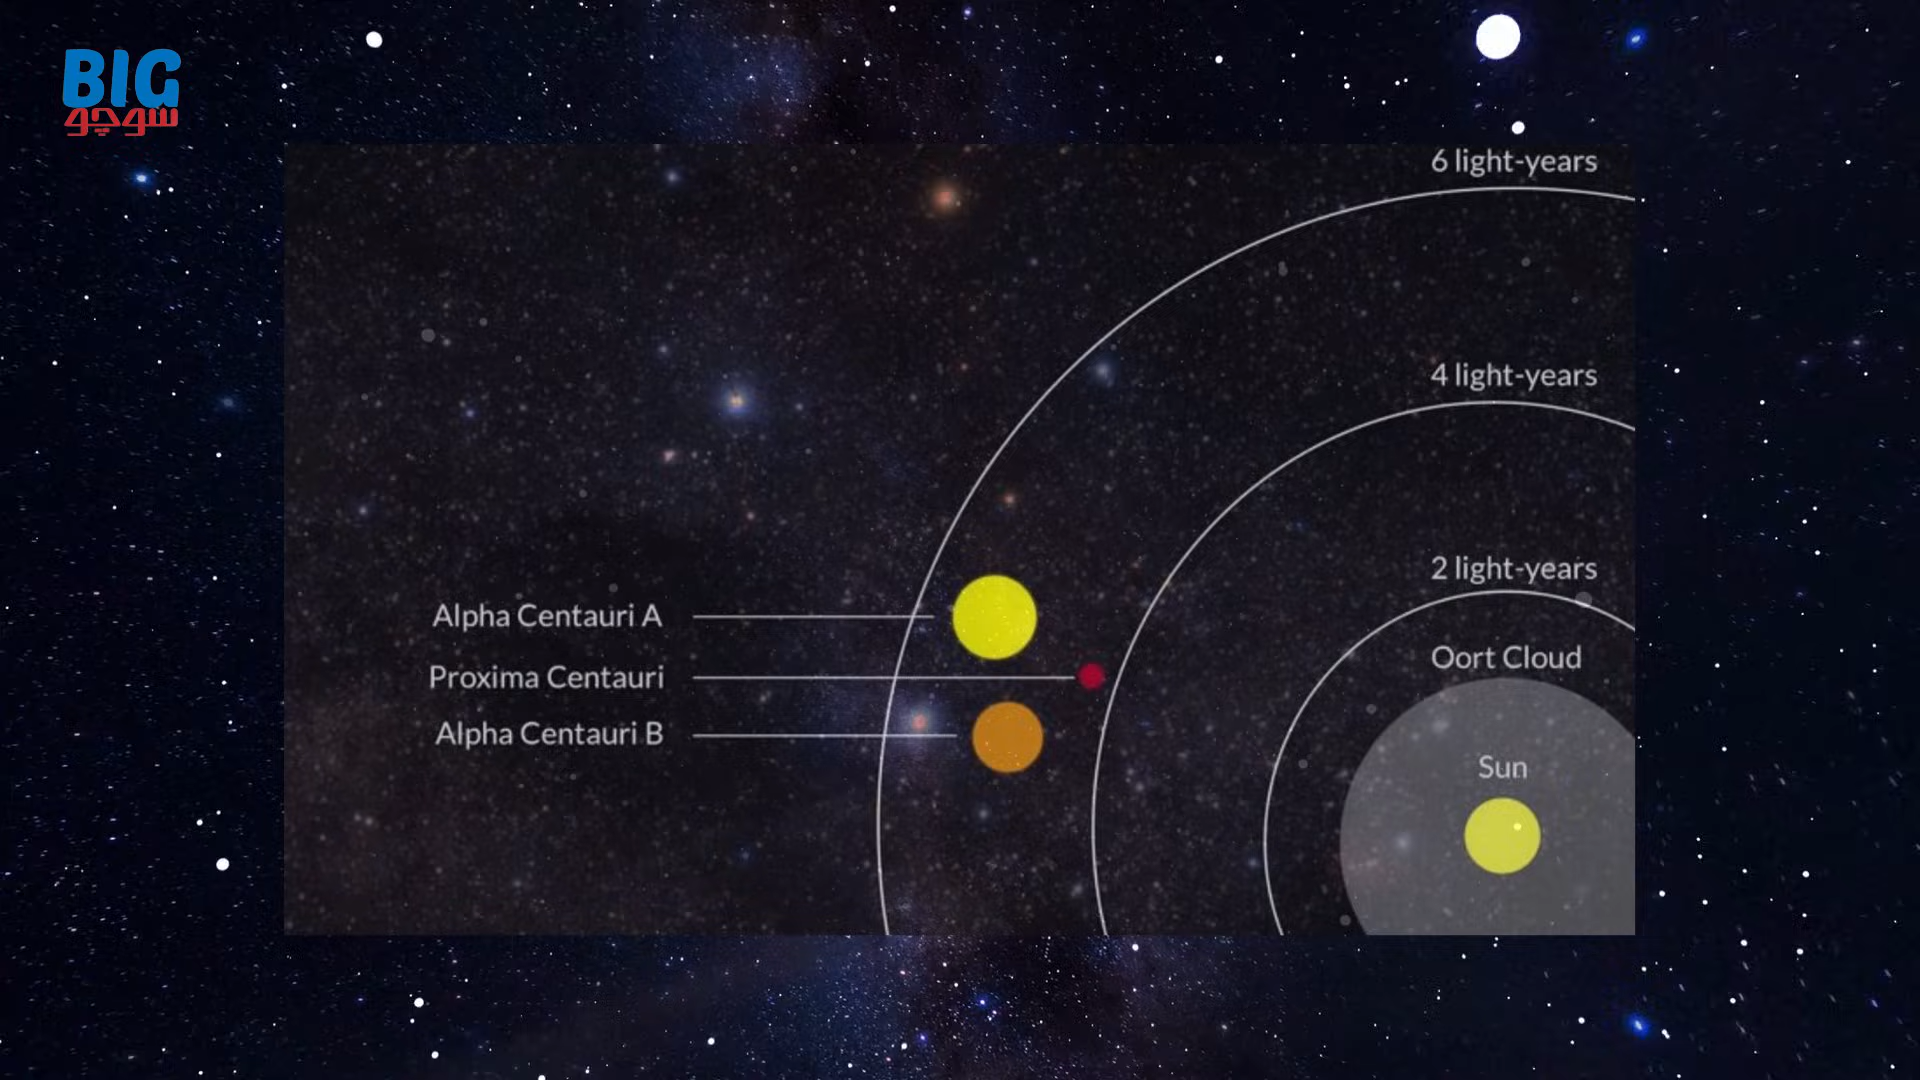 BIG
سوچو
6 light-years
4 light-years
2 light-years
Oort Cloud
Sun
Alpha Centauri A
Proxima Centauri
Alpha Centauri B